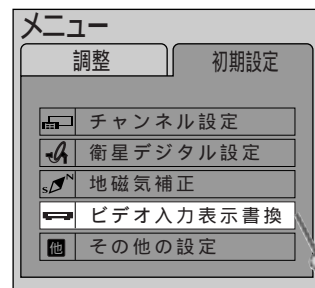 メニュー
調整 初期設定
チャンネル設定
衛星デジタル設定
S N 地磁気補正
ビデオ入力表示書換
他 その他の設定